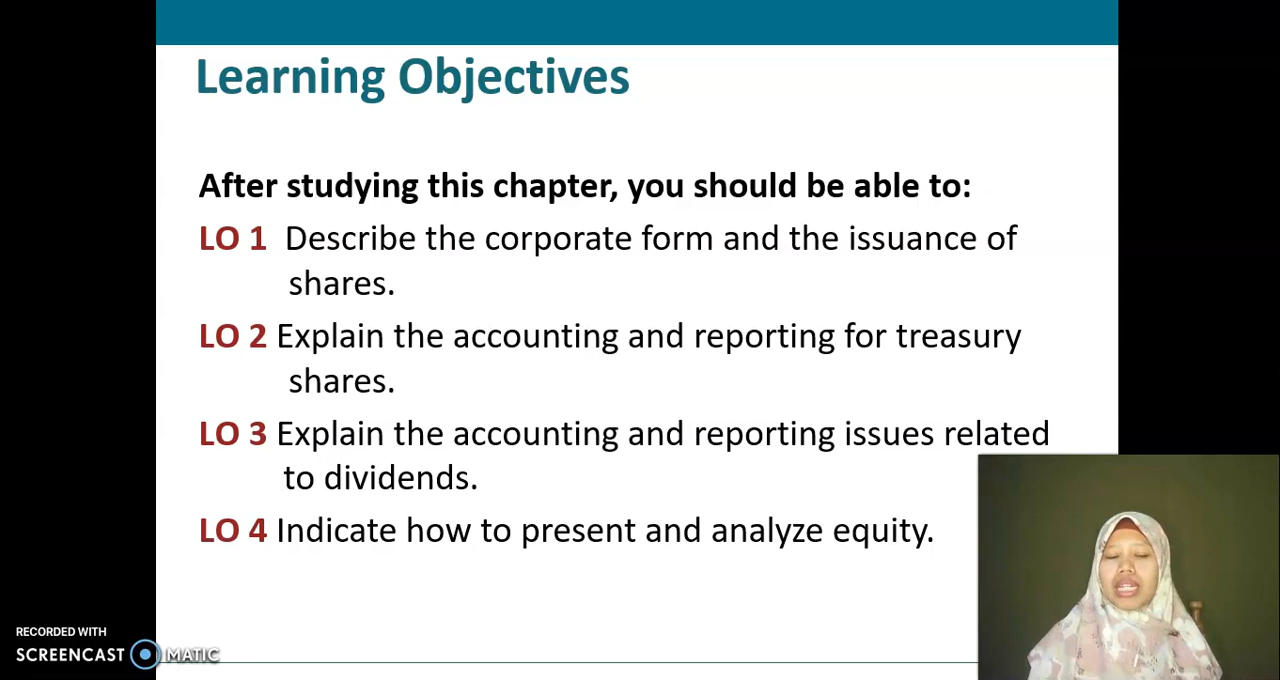 Learning Objectives
After studying this chapter, you should be able to:
LO 1 Describe the corporate form and the issuance of
shares.
LO 2 Explain the accounting and reporting for treasury
shares.
LO 3 Explain the accounting and reporting issues related
to dividends.
LO 4 Indicate how to present and analyze equity.
RECORDED WITH
SCREENCAST MATIC